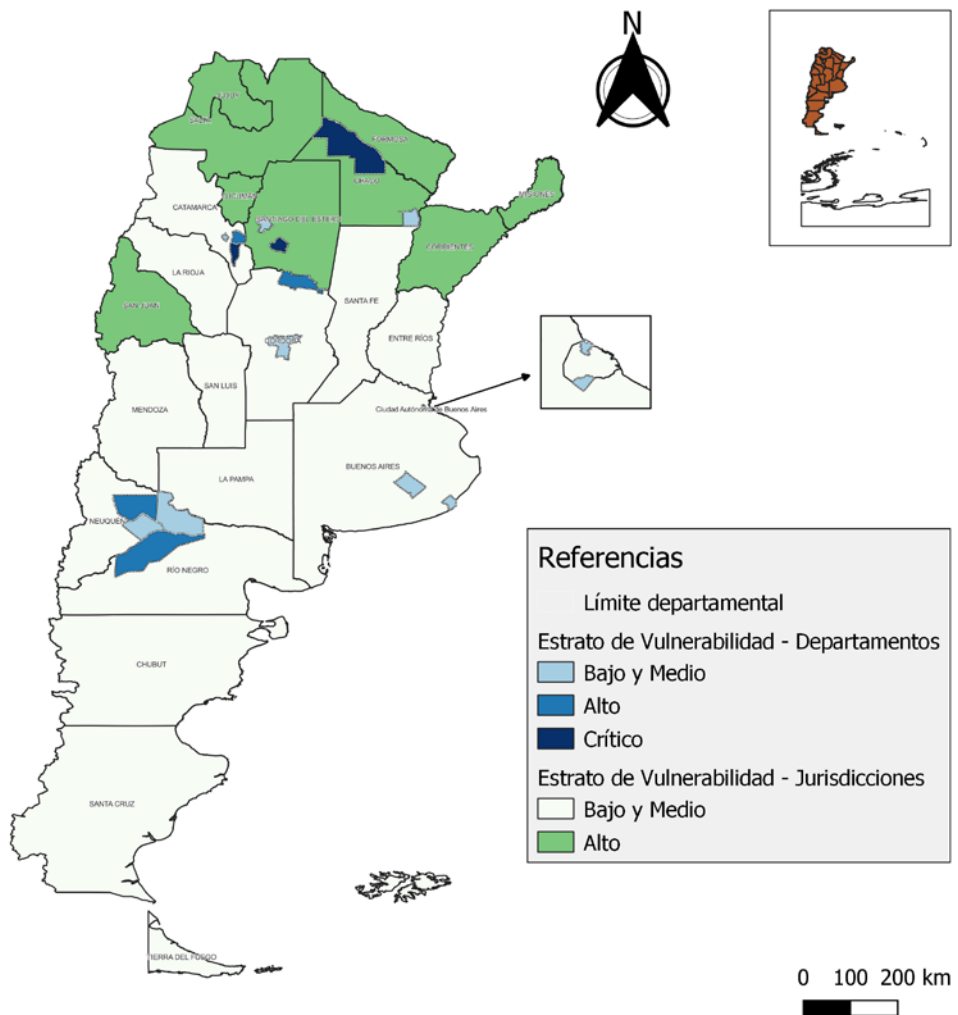 N
JUJUY
SALTA
FORMOSA
CHACO
MISIONES
CATAMARCA
TUCUMÁN
SANTIAGO DEL ESTERO
CORRIENTES
LA RIOJA
SANTA FE
SAN JUAN
CÓRDOBA
ENTRE RÍOS
SAN LUIS
MENDOZA
Ciudad Autónoma de Buenos Aires
BUENOS AIRES
LA PAMPA
NEUQUÉN
RÍO NEGRO
CHUBUT
SANTA CRUZ
TIERRA DEL FUEGO
Referencias
Límite departamental
Estrato de Vulnerabilidad - Departamentos
Bajo y Medio
Alto
Crítico
Estrato de Vulnerabilidad - Jurisdicciones
Bajo y Medio
Alto
0 100 200 km